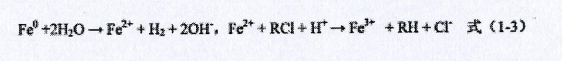 Fe⁰ +2H₂O → Fe²⁺ + H₂ + 2OH⁻, Fe²⁺ + RCl + H⁺ → Fe³⁺ + RH + Cl⁻ 式（1-3）